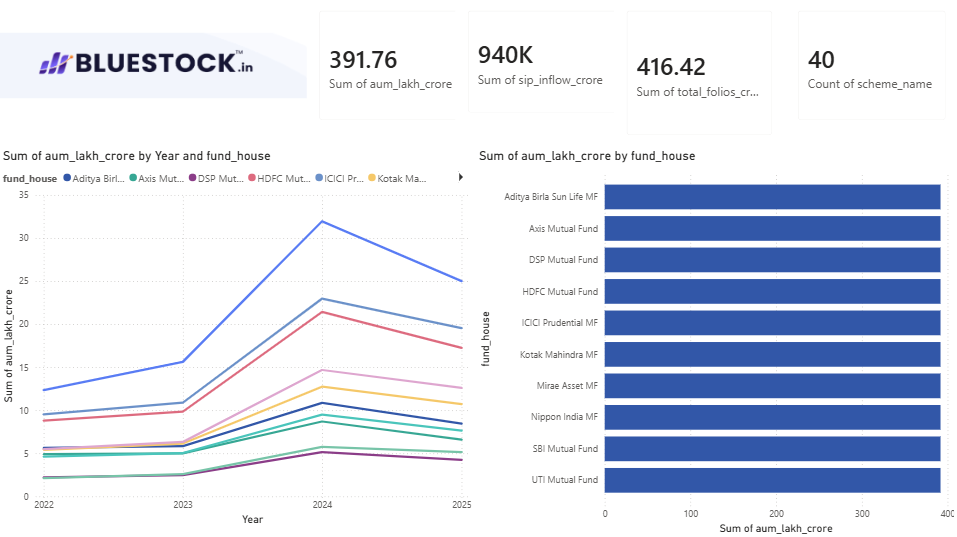 BLUESTOCK™.in
391.76
Sum of aum_lakh_crore
940K
Sum of sip_inflow_crore
416.42
Sum of total_folios_cr...
40
Count of scheme_name
Sum of aum_lakh_crore by Year and fund_house
fund_house Aditya Birl... Axis Mut... DSP Mut... HDFC Mut... ICICI Pr... Kotak Ma...
Sum of aum_lakh_crore
35
30
25
20
15
10
5
0
2022 2023 2024 2025
Year
Sum of aum_lakh_crore by fund_house
fund_house
Aditya Birla Sun Life MF
Axis Mutual Fund
DSP Mutual Fund
HDFC Mutual Fund
ICICI Prudential MF
Kotak Mahindra MF
Mirae Asset MF
Nippon India MF
SBI Mutual Fund
UTI Mutual Fund
0 100 200 300 400
Sum of aum_lakh_crore